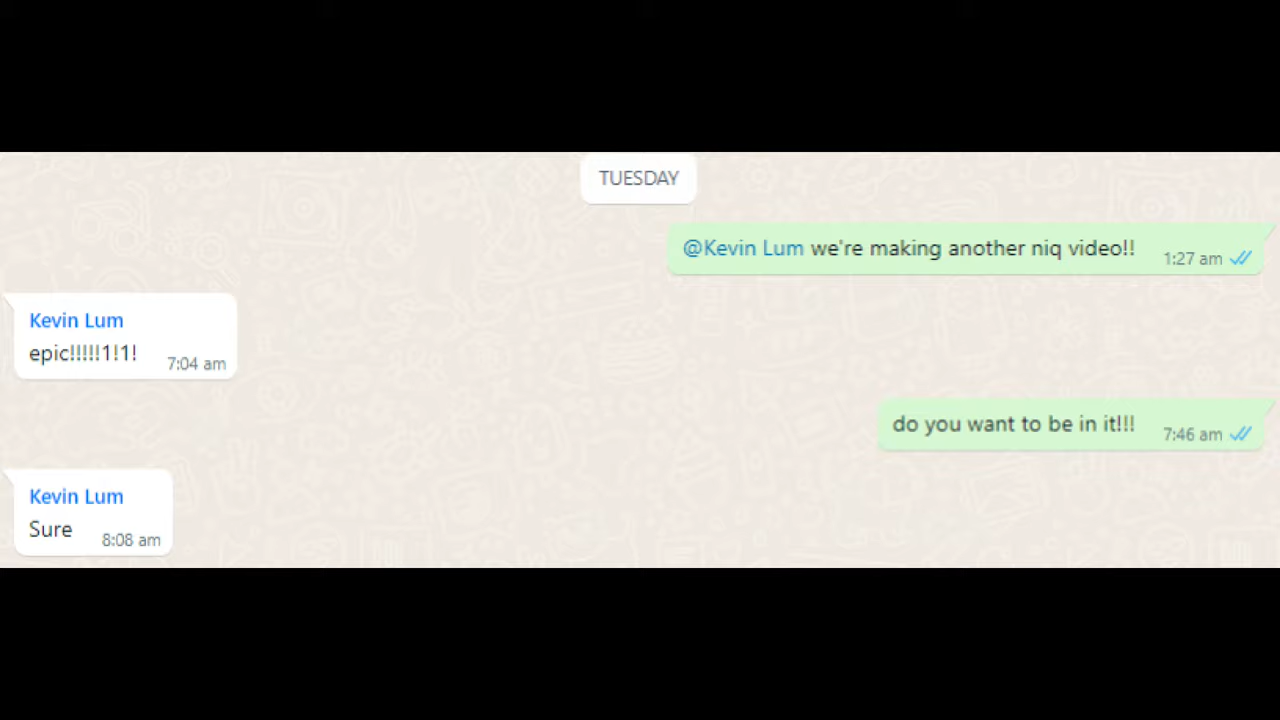 TUESDAY
@Kevin Lum we're making another niq video!! 1:27 am
Kevin Lum
epic!!!!!1!1! 7:04 am
do you want to be in it!!! 7:46 am
Kevin Lum
Sure 8:08 am